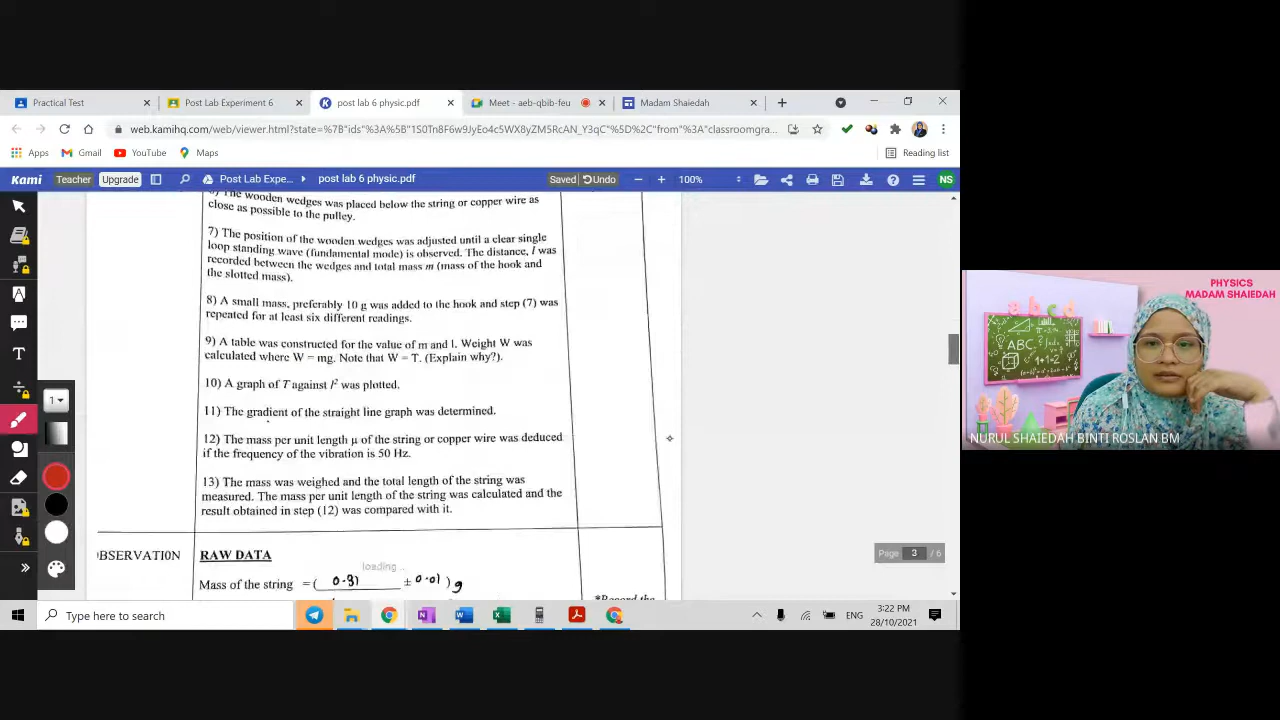 Practical Test
Post Lab Experiment 6
post lab 6 physic.pdf
Meet - aeb-qbib-feu
Madam Shaiedah
web.kamihq.com/web/viewer.html?state=%7B"ids"%3A%5B"1S0Tn8F6w9JyEo4c5WX8yZM5RcAN_Y3qC"%5D%2C"from"%3A"classroomgra...
Apps
Gmail
YouTube
Maps
Reading list
Kami
Teacher
Upgrade
Post Lab Expe...
post lab 6 physic.pdf
Saved
Undo
100%
NS
The wooden wedges was placed below the string or copper wire as
close as possible to the pulley.
7) The position of the wooden wedges was adjusted until a clear single
loop standing wave (fundamental mode) is observed. The distance, l was
recorded between the wedges and total mass m (mass of the hook and
the slotted mass).
8) A small mass, preferably 10 g was added to the hook and step (7) was
repeated for at least six different readings.
9) A table was constructed for the value of m and l. Weight W was
calculated where W = mg. Note that W = T. (Explain why?).
10) A graph of T against l² was plotted.
11) The gradient of the straight line graph was determined.
12) The mass per unit length µ of the string or copper wire was deduced
if the frequency of the vibration is 50 Hz.
13) The mass was weighed and the total length of the string was
measured. The mass per unit length of the string was calculated and the
result obtained in step (12) was compared with it.
BSERVATION
RAW DATA
loading...
Mass of the string = ( 0.31 ± 0.01 ) g
*Record the
1
Page 3 / 6
Type here to search
ENG
3:22 PM
28/10/2021
PHYSICS
MADAM SHAIEDAH
a b c d
ABC
1+1=2
NURUL SHAIEDAH BINTI ROSLAN BM